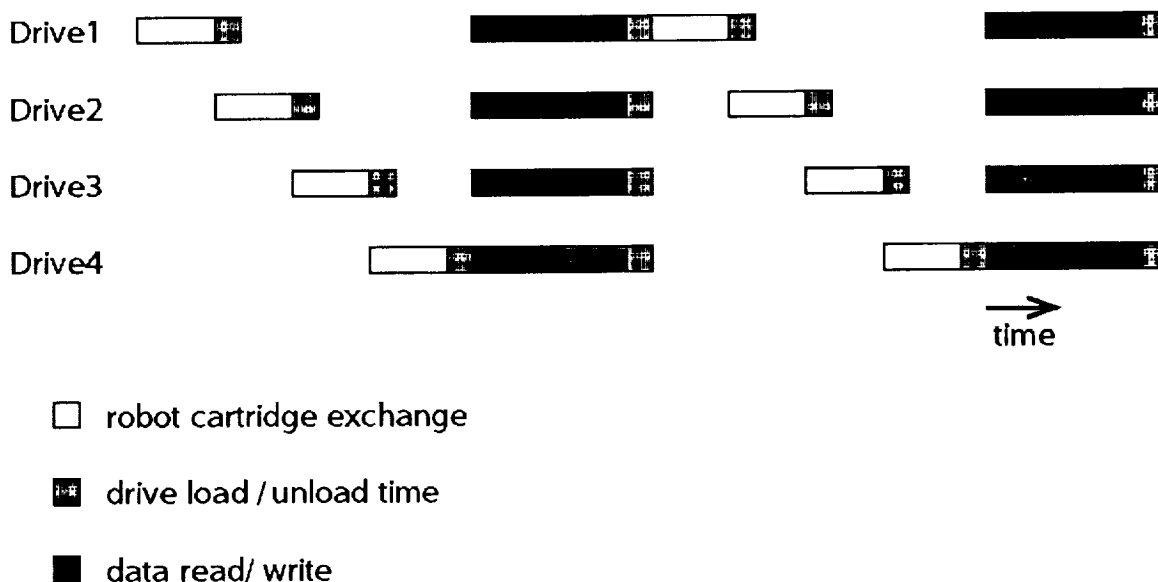 Drive1
Drive2
Drive3
Drive4
time
robot cartridge exchange
drive load / unload time
data read/ write